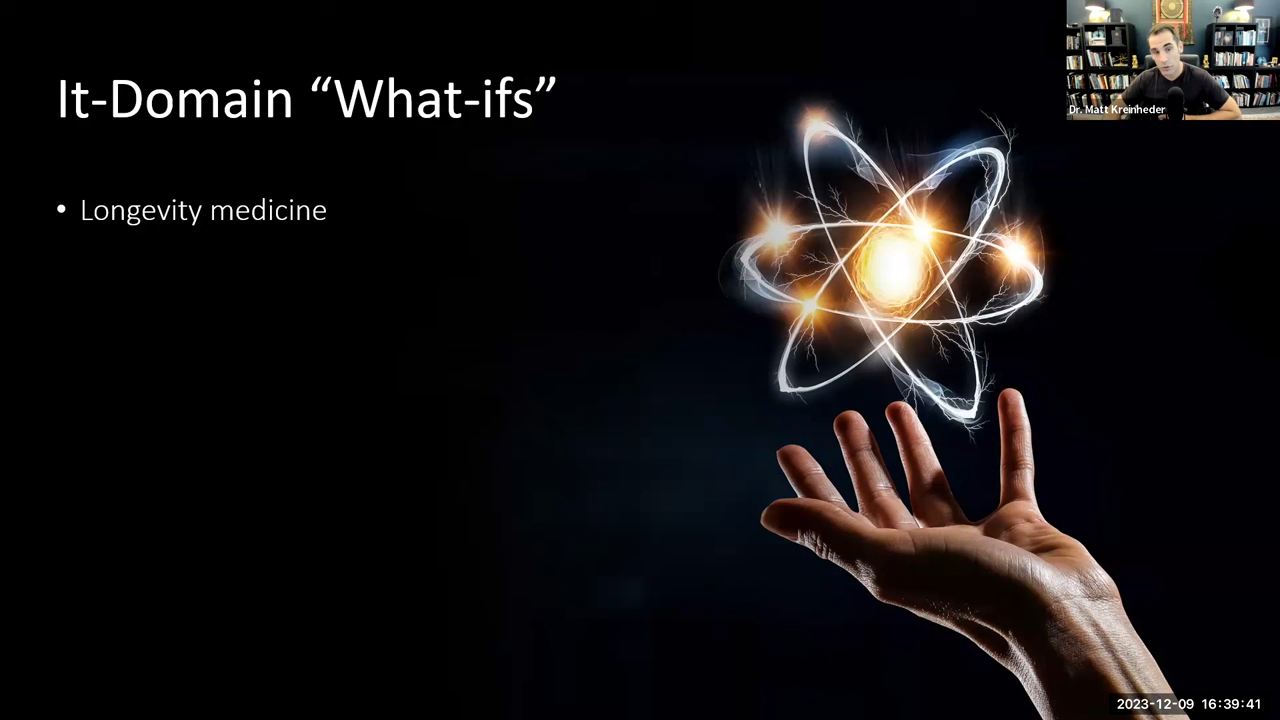 It-Domain “What-ifs”
• Longevity medicine
Dr. Matt Kreinheder
2023-12-09 16:39:41